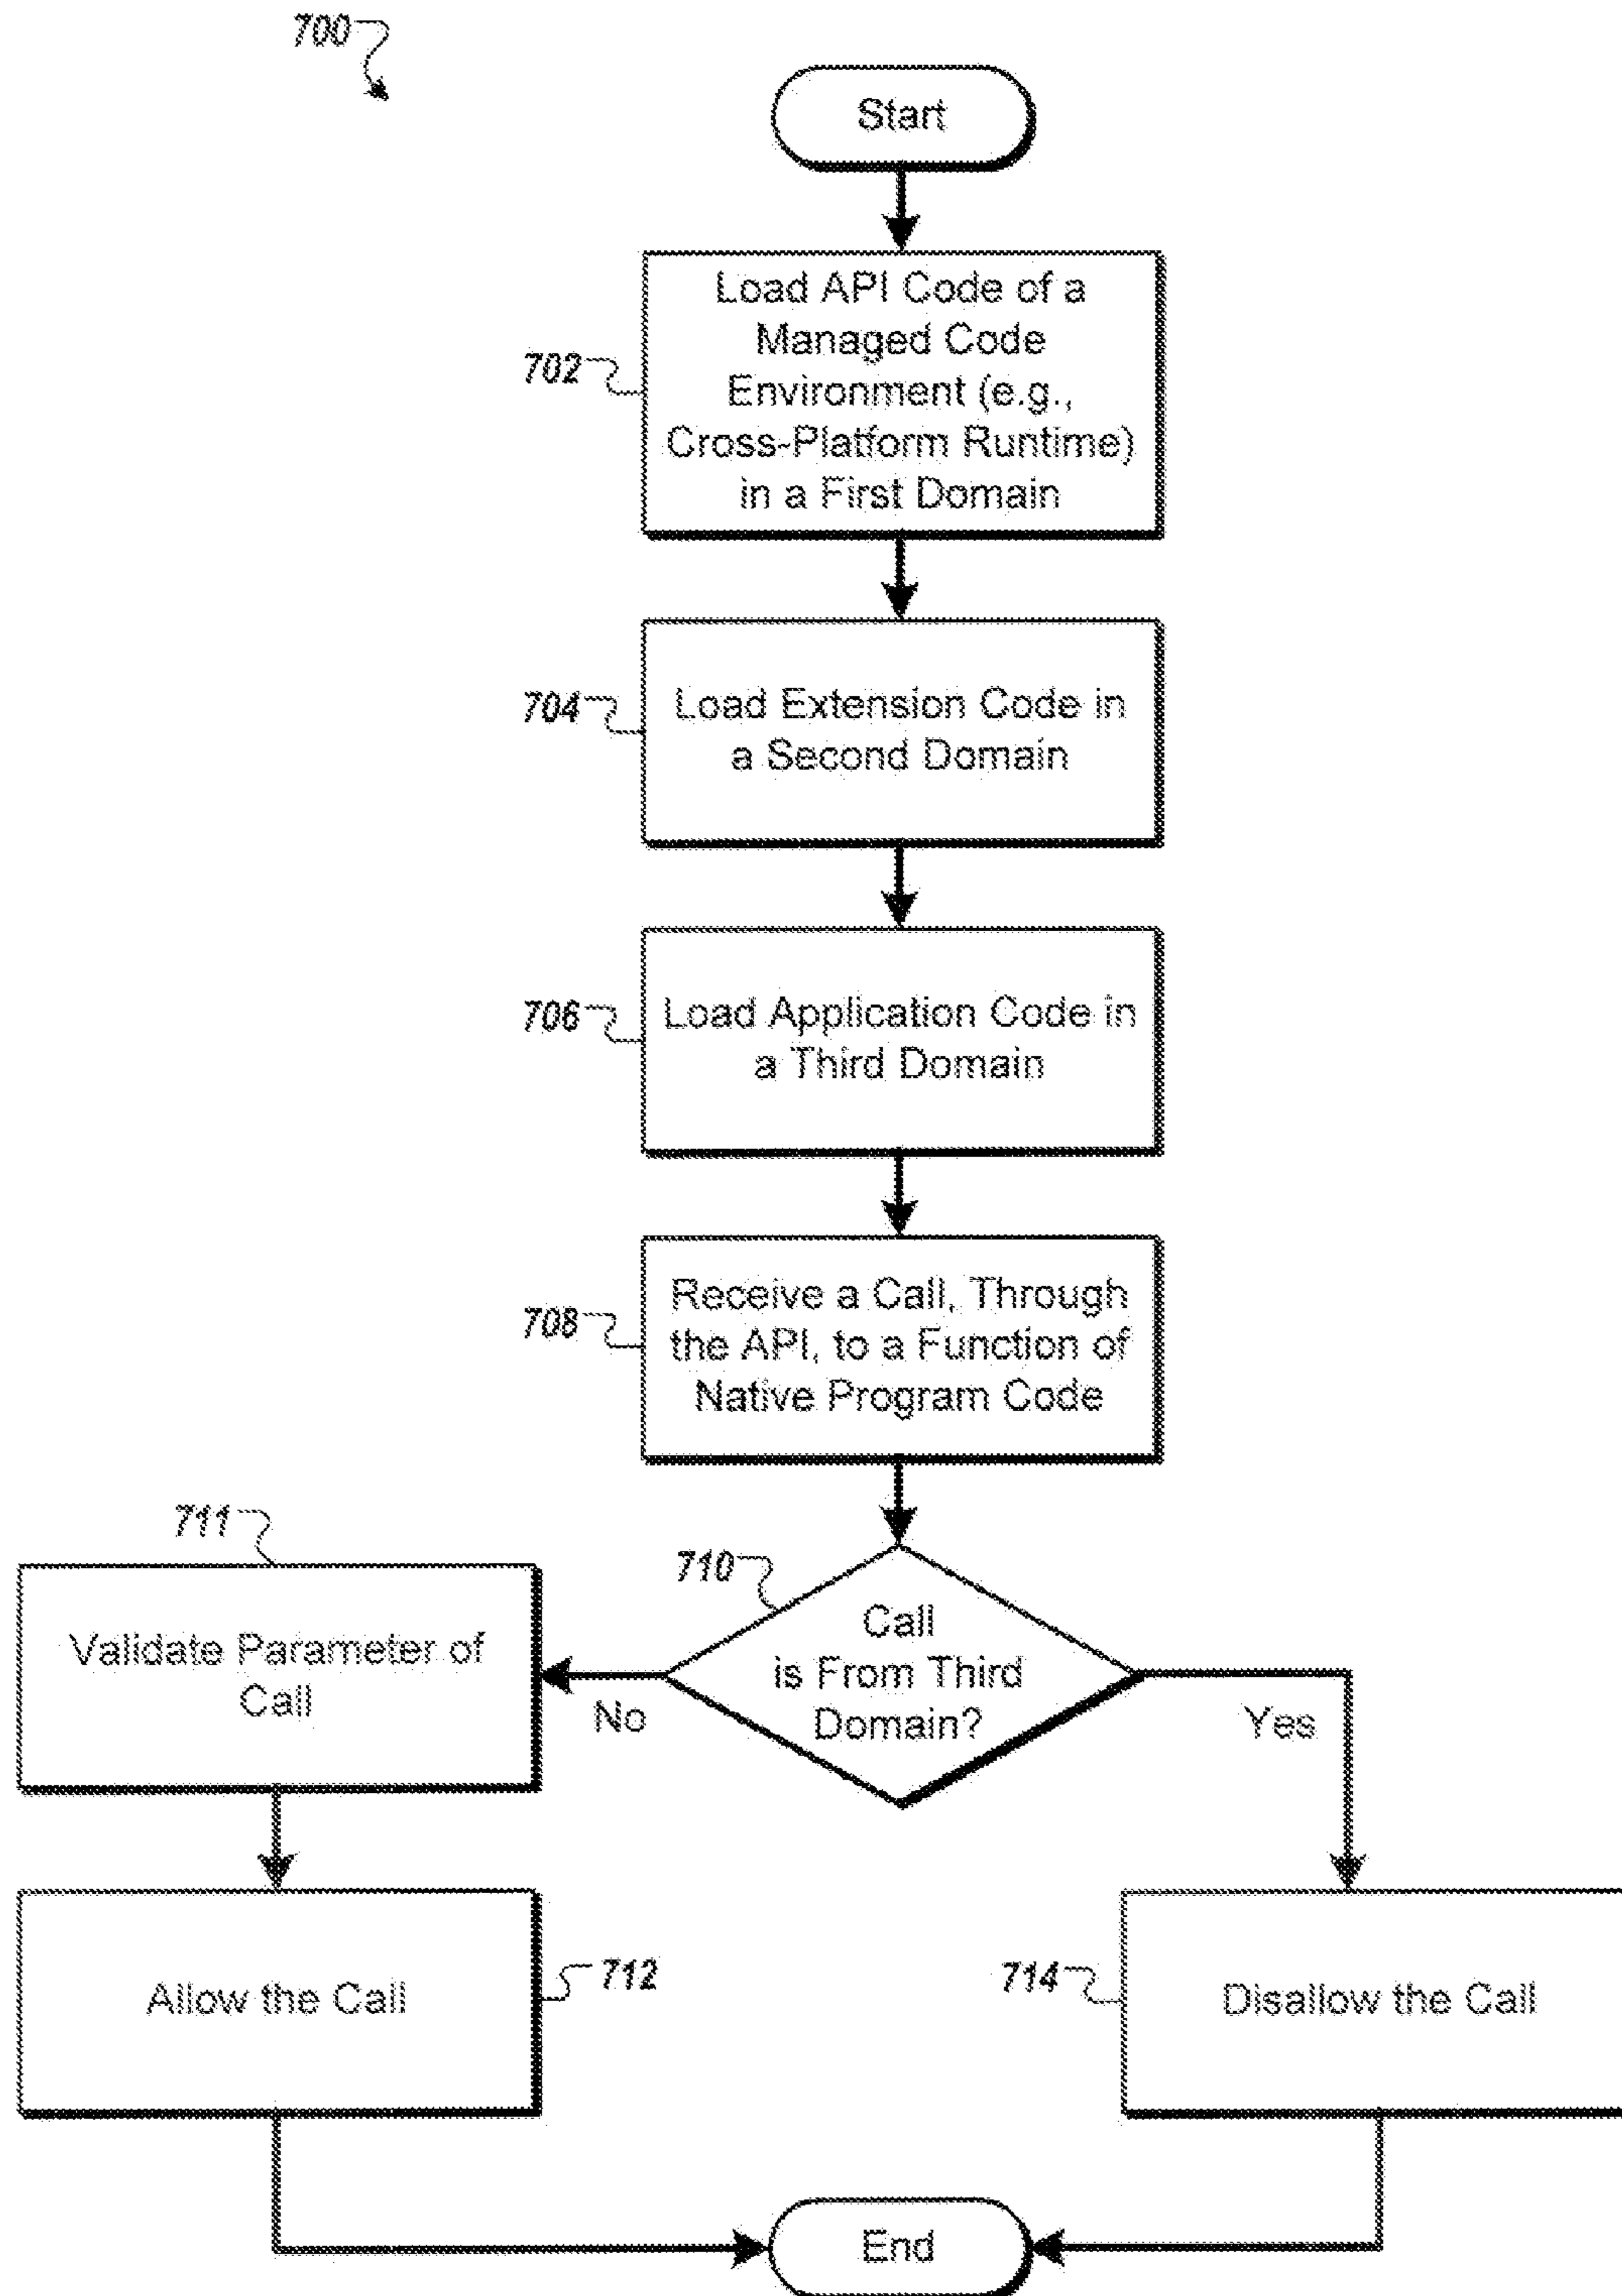 700
Start
702
Load API Code of a
Managed Code
Environment (e.g.,
Cross-Platform Runtime)
in a First Domain
704
Load Extension Code in
a Second Domain
706
Load Application Code in
a Third Domain
708
Receive a Call, Through
the API, to a Function of
Native Program Code
710
Call
is From Third
Domain?
No
Yes
711
Validate Parameter of
Call
Allow the Call
712
714
Disallow the Call
End